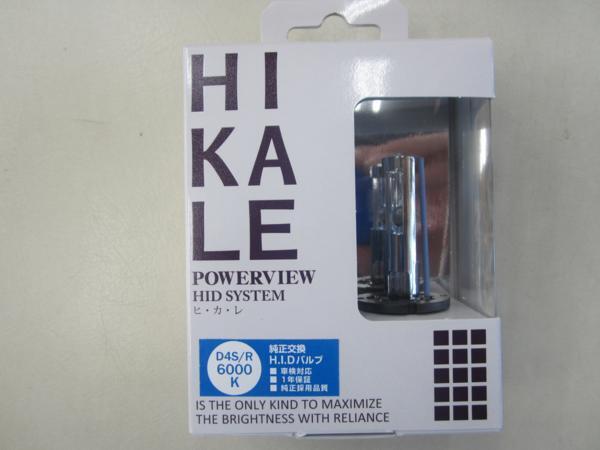 HI
KA
LE
POWERVIEW
HID SYSTEM
ヒ・カ・レ
D4S/R
6000
K
純正交換
H.I.Dバルブ
■ 車検対応
■ 1年保証
■ 純正採用品質
IS THE ONLY KIND TO MAXIMIZE
THE BRIGHTNESS WITH RELIANCE